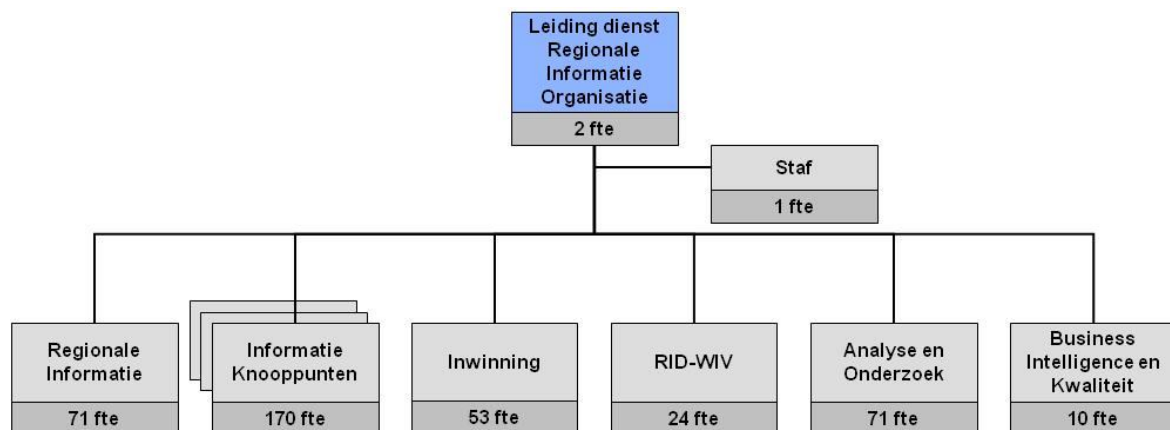 Leiding dienst
Regionale
Informatie
Organisatie
2 fte
Staf
1 fte
Regionale
Informatie
71 fte
Informatie
Knooppunten
170 fte
Inwinning
53 fte
RID-WIV
24 fte
Analyse en
Onderzoek
71 fte
Business
Intelligence en
Kwaliteit
10 fte